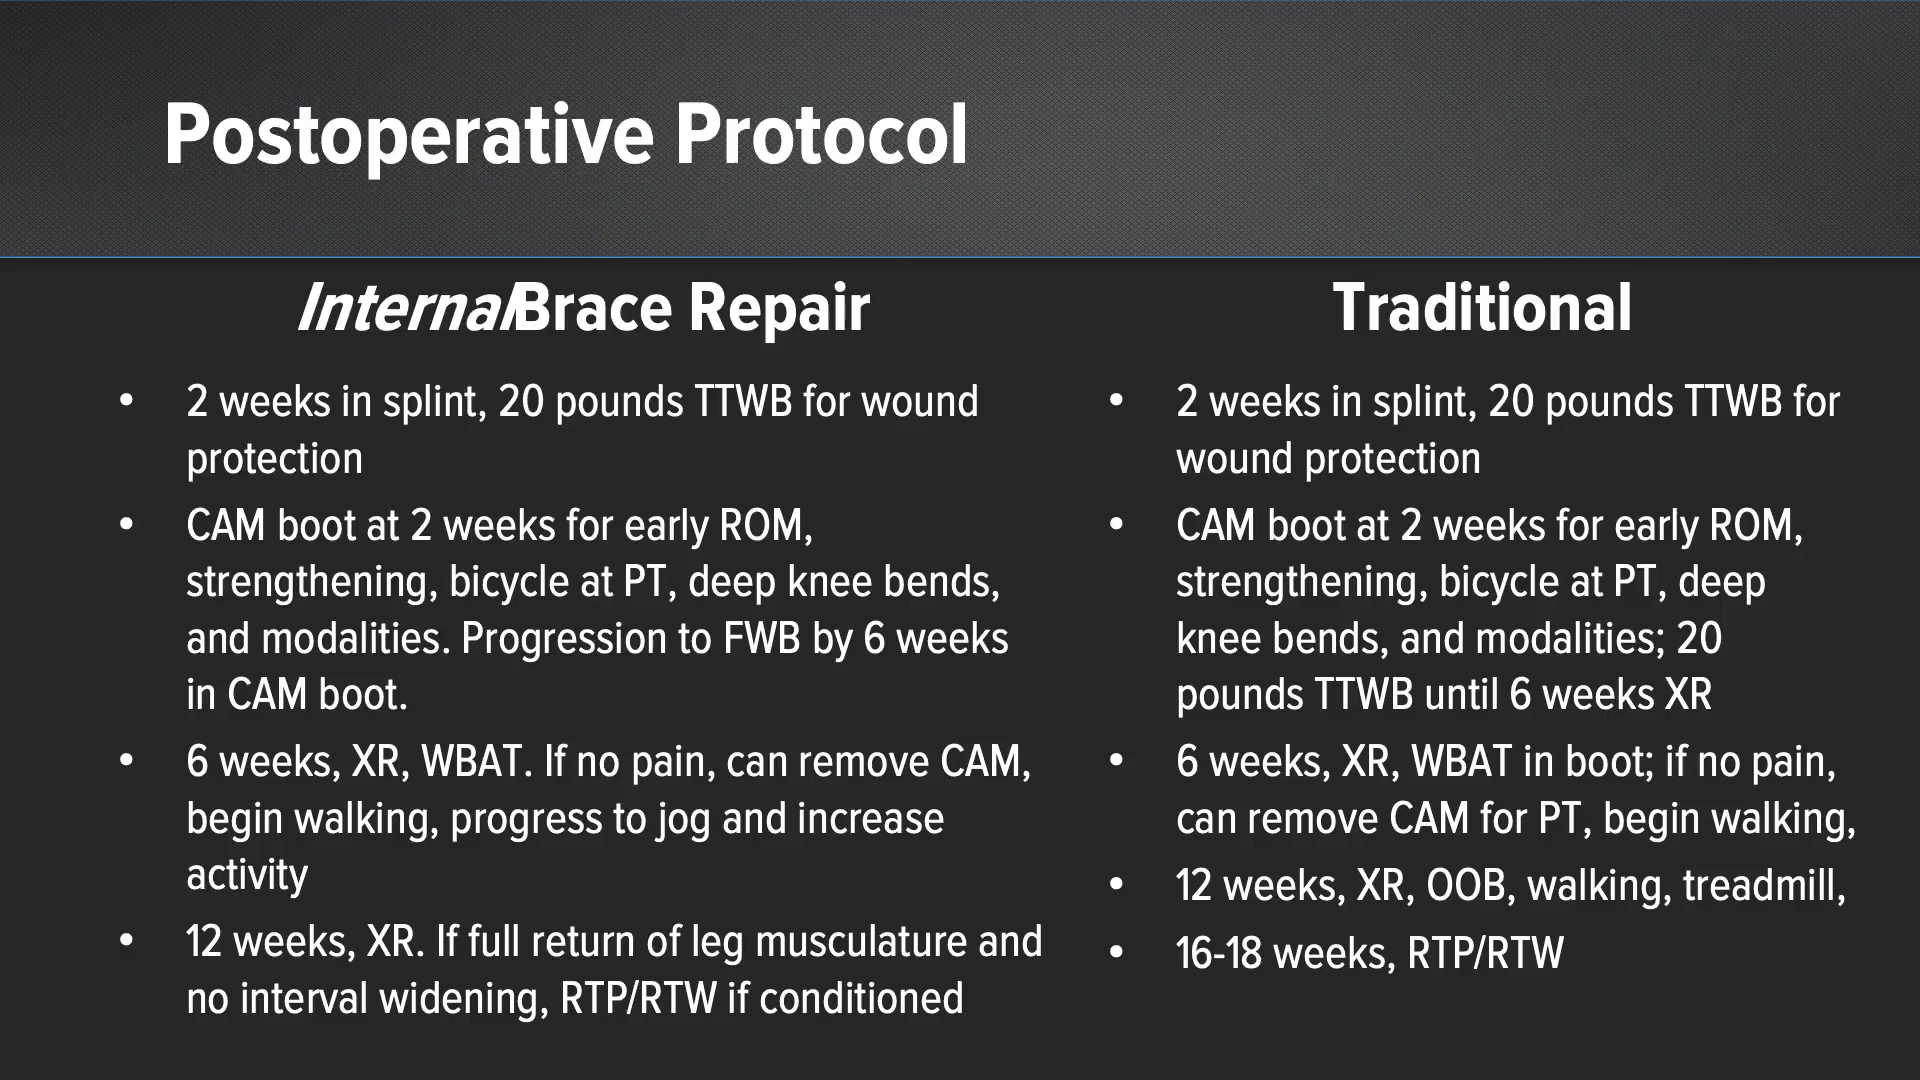 Postoperative Protocol
InternalBrace Repair
• 2 weeks in splint, 20 pounds TTWB for wound
protection
• CAM boot at 2 weeks for early ROM,
strengthening, bicycle at PT, deep knee bends,
and modalities. Progression to FWB by 6 weeks
in CAM boot.
• 6 weeks, XR, WBAT. If no pain, can remove CAM,
begin walking, progress to jog and increase
activity
• 12 weeks, XR. If full return of leg musculature and
no interval widening, RTP/RTW if conditioned
Traditional
• 2 weeks in splint, 20 pounds TTWB for
wound protection
• CAM boot at 2 weeks for early ROM,
strengthening, bicycle at PT, deep
knee bends, and modalities; 20
pounds TTWB until 6 weeks XR
• 6 weeks, XR, WBAT in boot; if no pain,
can remove CAM for PT, begin walking,
• 12 weeks, XR, OOB, walking, treadmill,
• 16-18 weeks, RTP/RTW